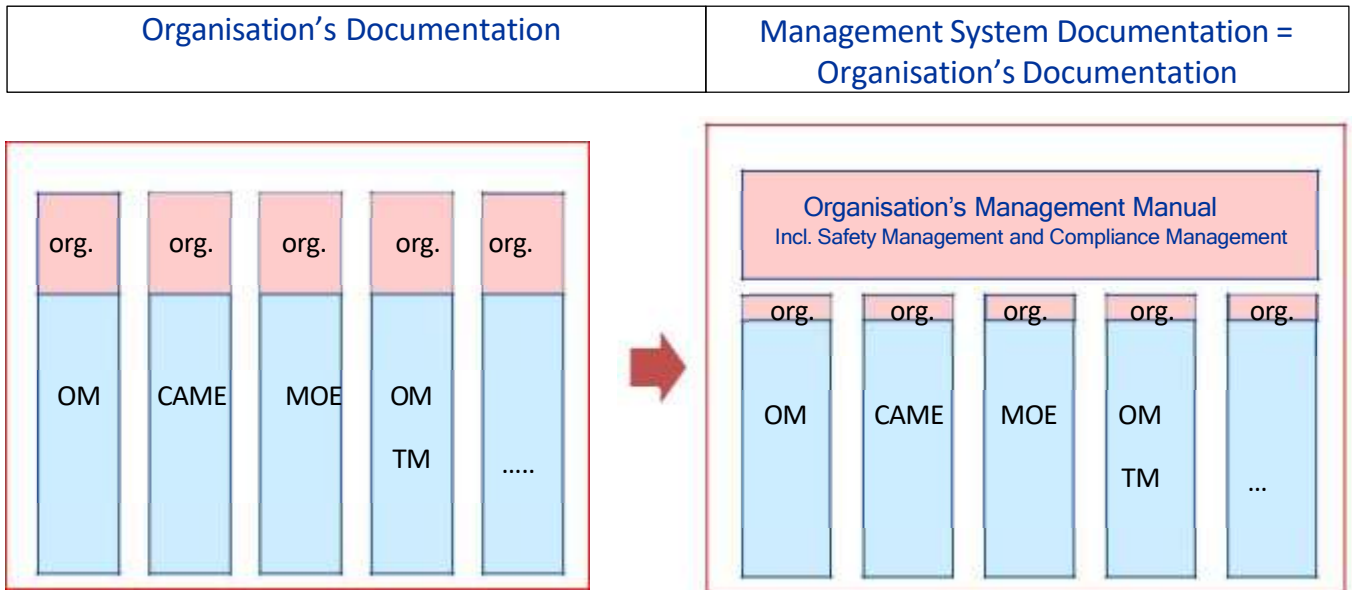 Organisation’s Documentation
Management System Documentation =
Organisation’s Documentation
org.
org.
org.
org.
org.
OM
CAME
MOE
OM
TM
.....
Organisation’s Management Manual
Incl. Safety Management and Compliance Management
org.
org.
org.
org.
org.
OM
CAME
MOE
OM
TM
...